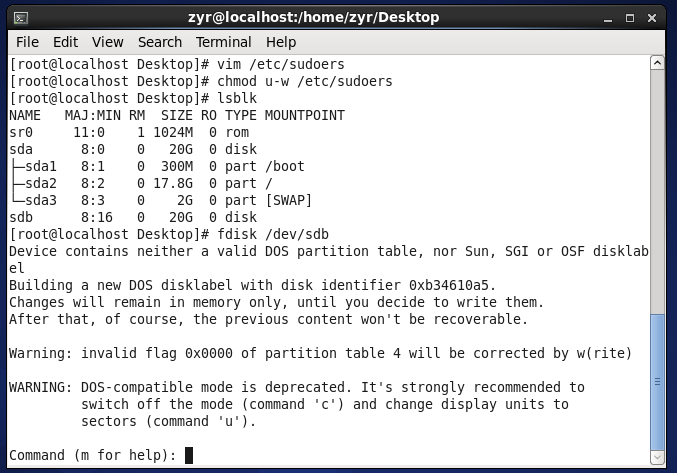 zyr@localhost:/home/zyr/Desktop
File Edit View Search Terminal Help
[root@localhost Desktop]# vim /etc/sudoers
[root@localhost Desktop]# chmod u-w /etc/sudoers
[root@localhost Desktop]# lsblk
NAME   MAJ:MIN RM  SIZE RO TYPE MOUNTPOINT
sr0     11:0    1 1024M  0 rom
sda      8:0    0   20G  0 disk
├─sda1   8:1    0  300M  0 part /boot
├─sda2   8:2    0 17.8G  0 part /
└─sda3   8:3    0    2G  0 part [SWAP]
sdb      8:16   0   20G  0 disk
[root@localhost Desktop]# fdisk /dev/sdb
Device contains neither a valid DOS partition table, nor Sun, SGI or OSF disklab
el
Building a new DOS disklabel with disk identifier 0xb34610a5.
Changes will remain in memory only, until you decide to write them.
After that, of course, the previous content won't be recoverable.
Warning: invalid flag 0x0000 of partition table 4 will be corrected by w(rite)
WARNING: DOS-compatible mode is deprecated. It's strongly recommended to
         switch off the mode (command 'c') and change display units to
         sectors (command 'u').
Command (m for help):